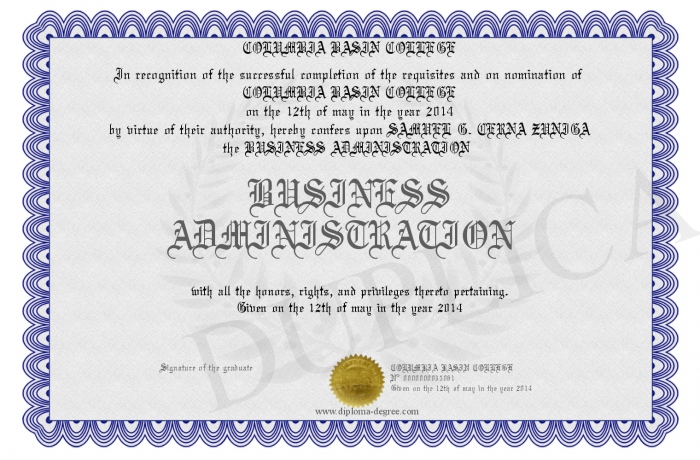 COLUMBIA BASIN COLLEGE
In recognition of the successful completion of the requisites and on nomination of
COLUMBIA BASIN COLLEGE
on the 12th of may in the year 2014
by virtue of their authority, hereby confers upon SAMUEL G. CERNA ZUNIGA
the BUSINESS ADMINISTRATION
BUSINESS
ADMINISTRATION
DUPLICA
with all the honors, rights, and privileges thereto pertaining.
Given on the 12th of may in the year 2014
Signature of the graduate
COLUMBIA BASIN COLLEGE
Given on the 12th of may in the year 2014
www.diploma-degree.com